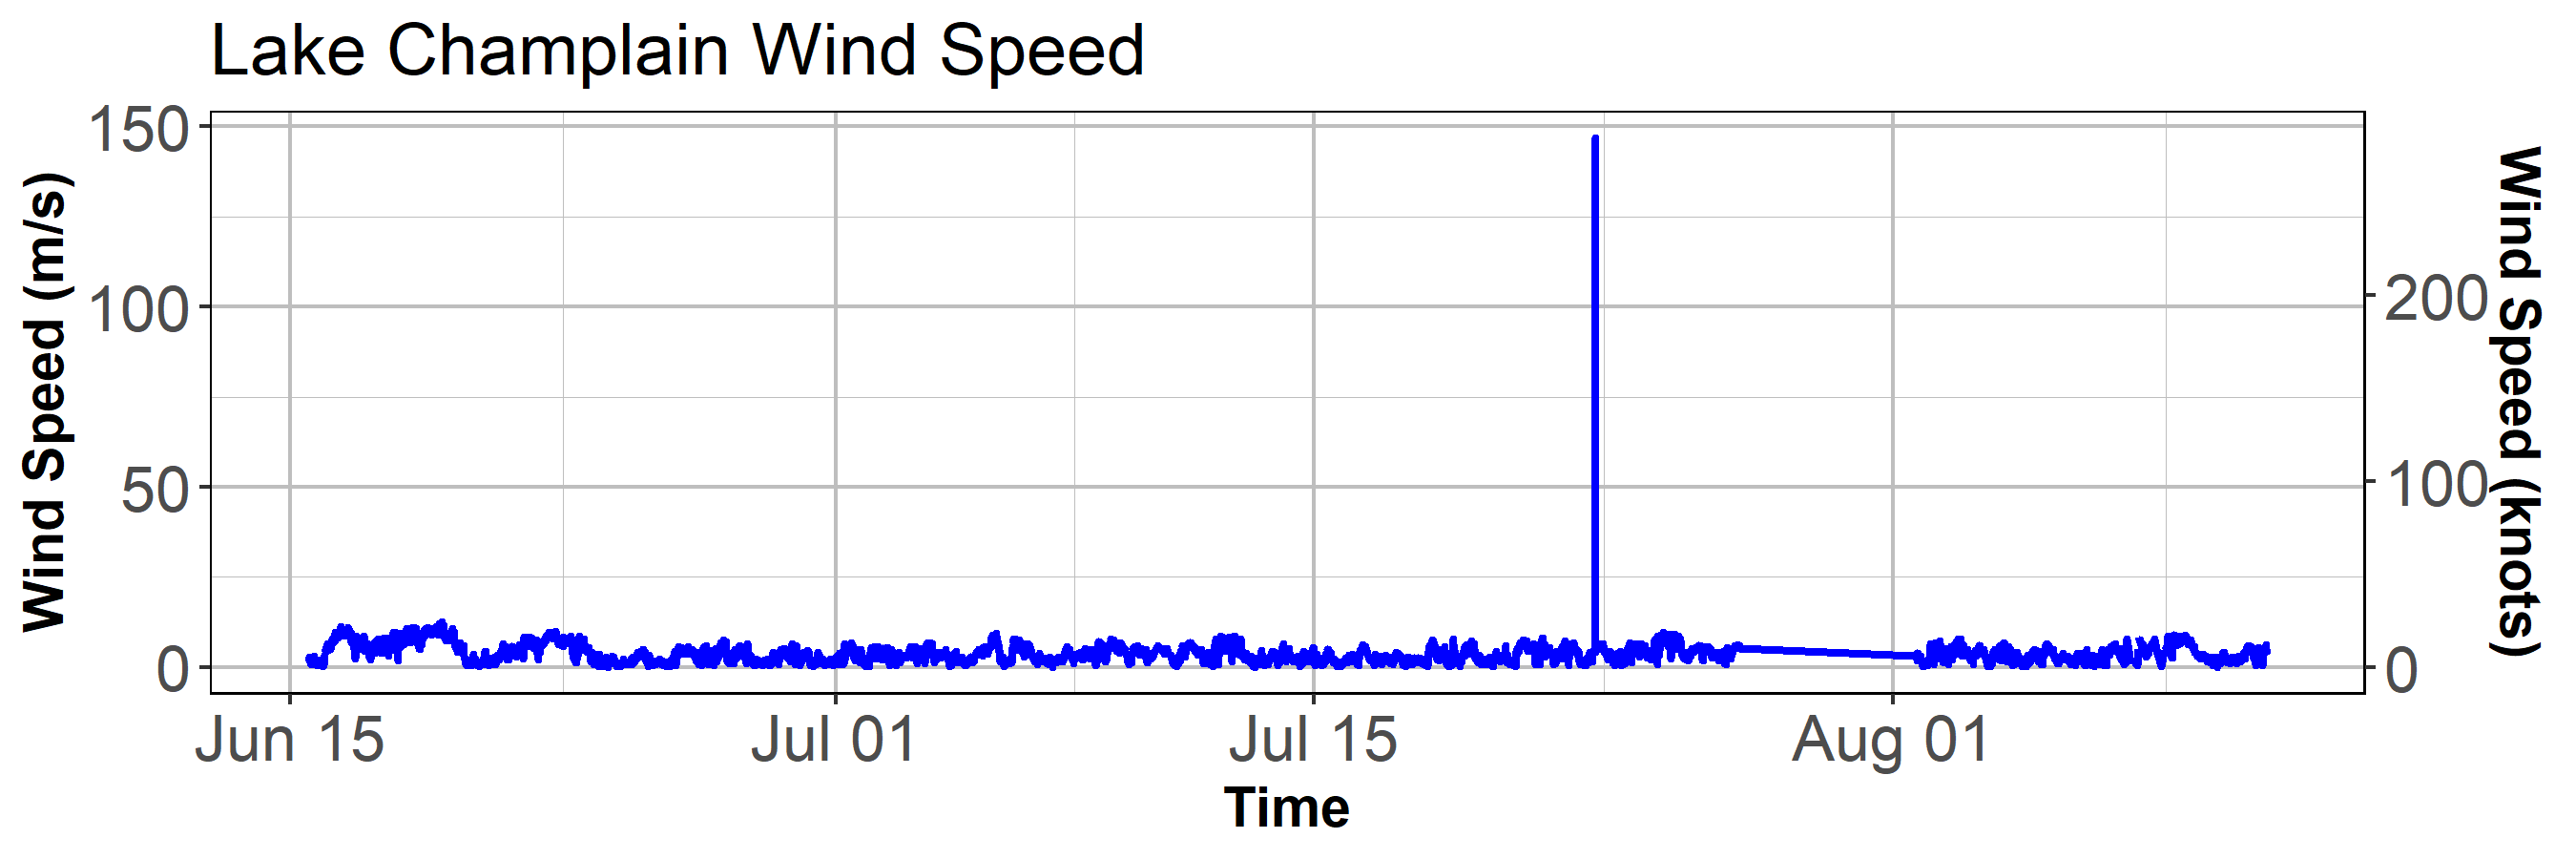 Lake Champlain Wind Speed
150
100
50
0
Wind Speed (m/s)
200
100
0
Wind Speed (knots)
Jun 15
Jul 01
Jul 15
Aug 01
Time